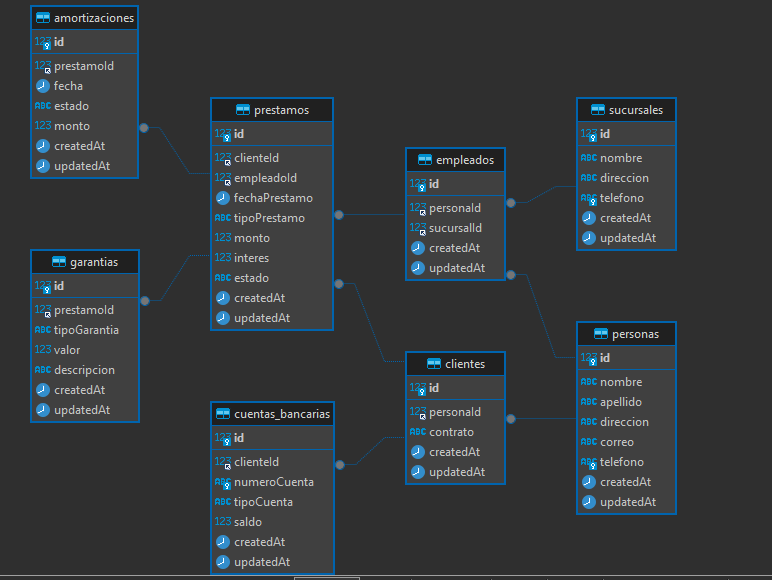 amortizaciones
123 id
123 prestamoId
fecha
ABC estado
123 monto
createdAt
updatedAt
garantias
123 id
123 prestamoId
ABC tipoGarantia
123 valor
ABC descripcion
createdAt
updatedAt
prestamos
123 id
123 clienteId
123 empleadoId
fechaPrestamo
ABC tipoPrestamo
123 monto
123 interes
ABC estado
createdAt
updatedAt
cuentas_bancarias
123 id
123 clienteId
ABC numeroCuenta
ABC tipoCuenta
123 saldo
createdAt
updatedAt
empleados
123 id
123 personaId
123 sucursalId
createdAt
updatedAt
clientes
123 id
123 personaId
ABC contrato
createdAt
updatedAt
sucursales
123 id
ABC nombre
ABC direccion
ABC telefono
createdAt
updatedAt
personas
123 id
ABC nombre
ABC apellido
ABC direccion
ABC correo
ABC telefono
createdAt
updatedAt